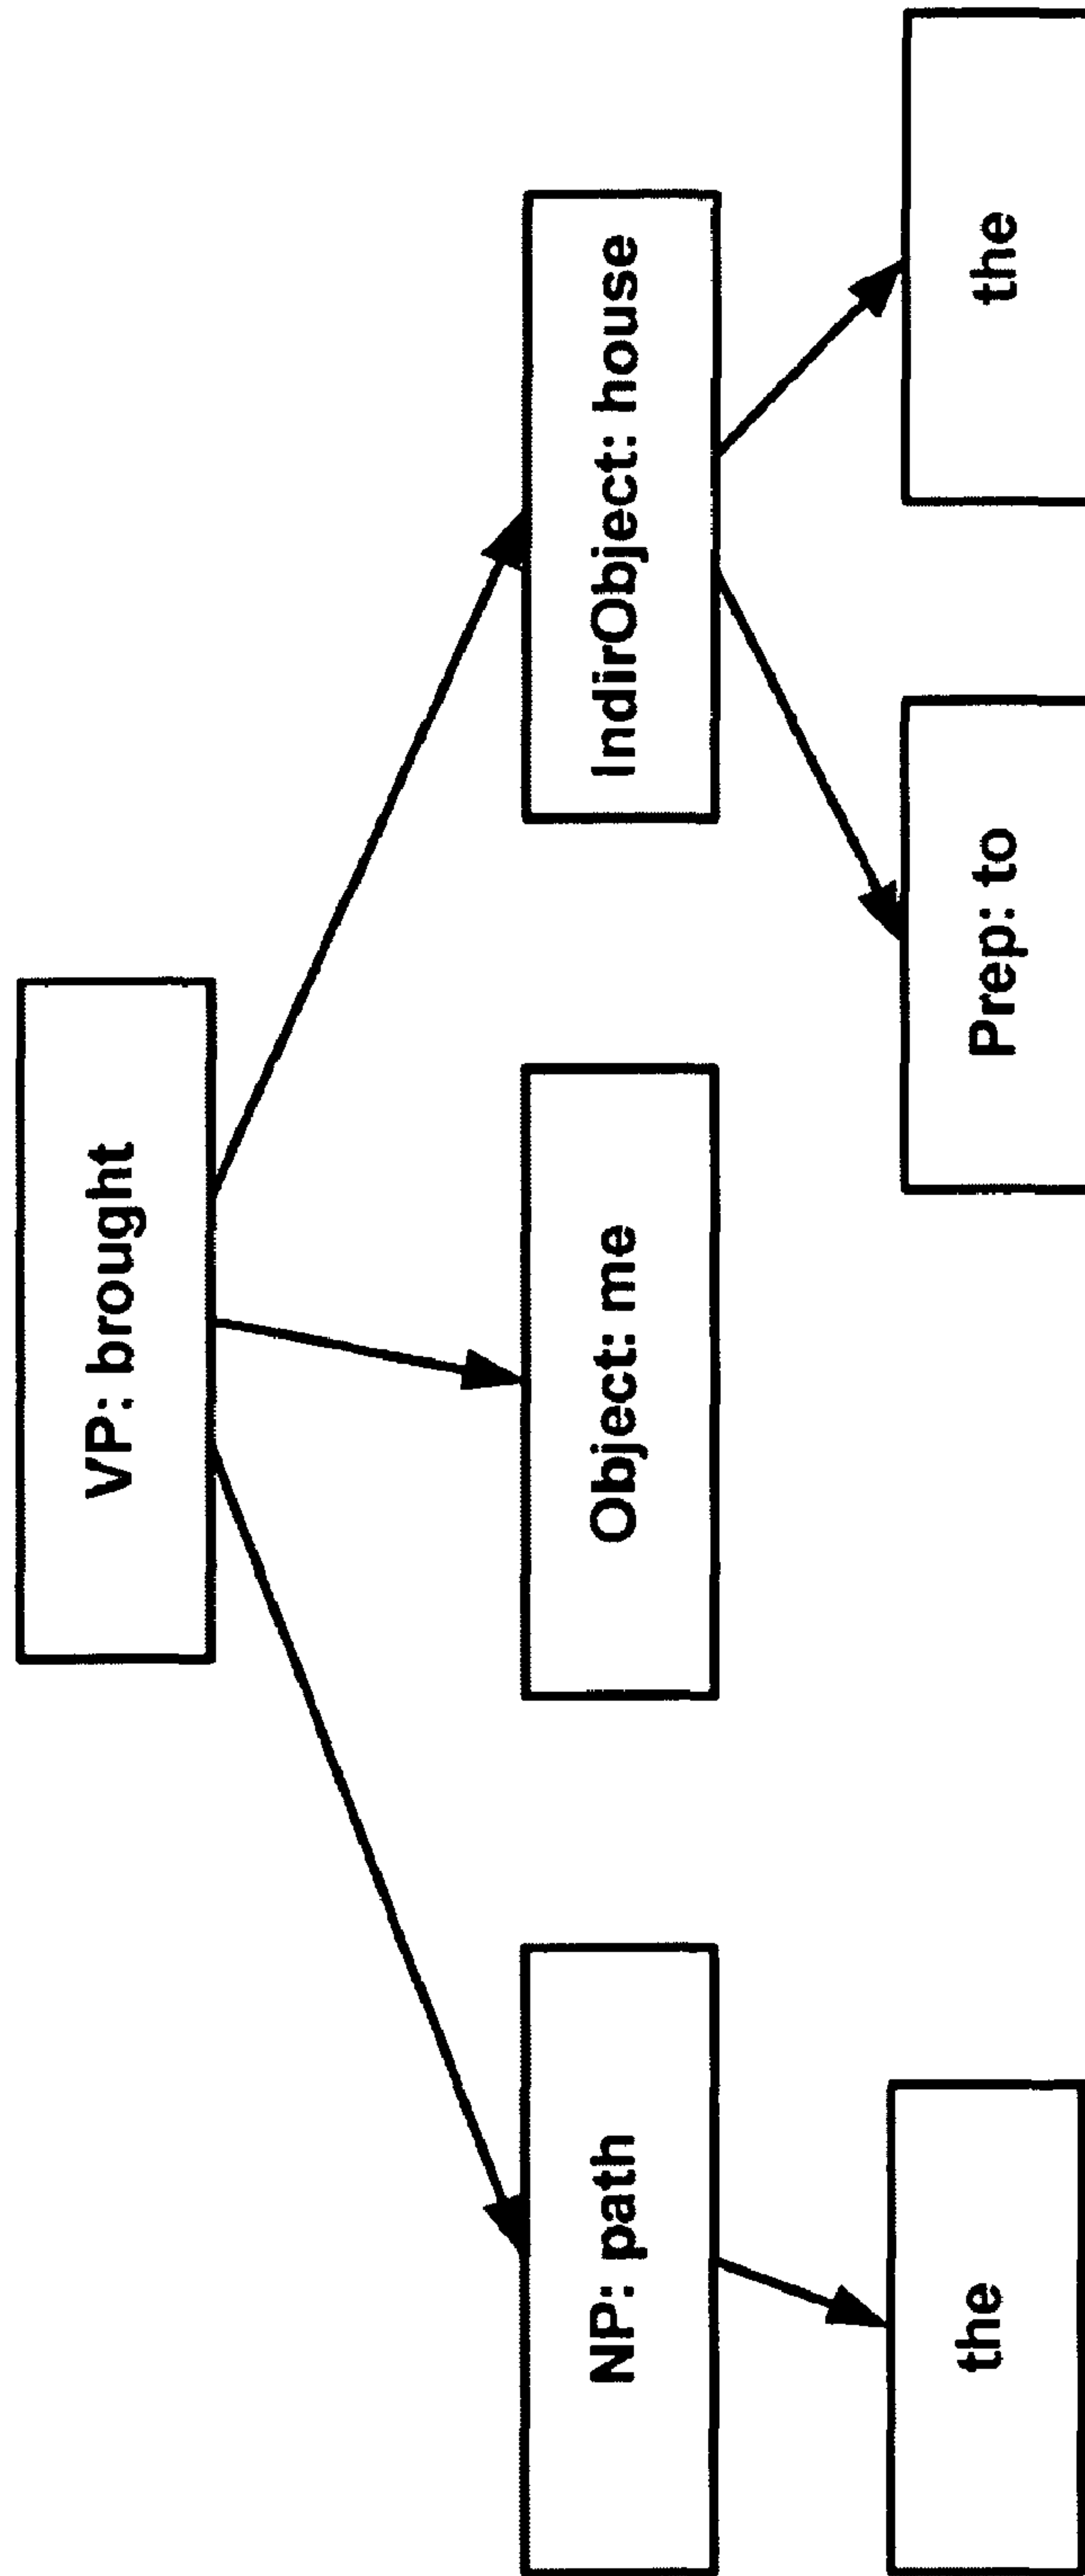 VP: brought
NP: path
Object: me
IndirObject: house
the
Prep: to
the